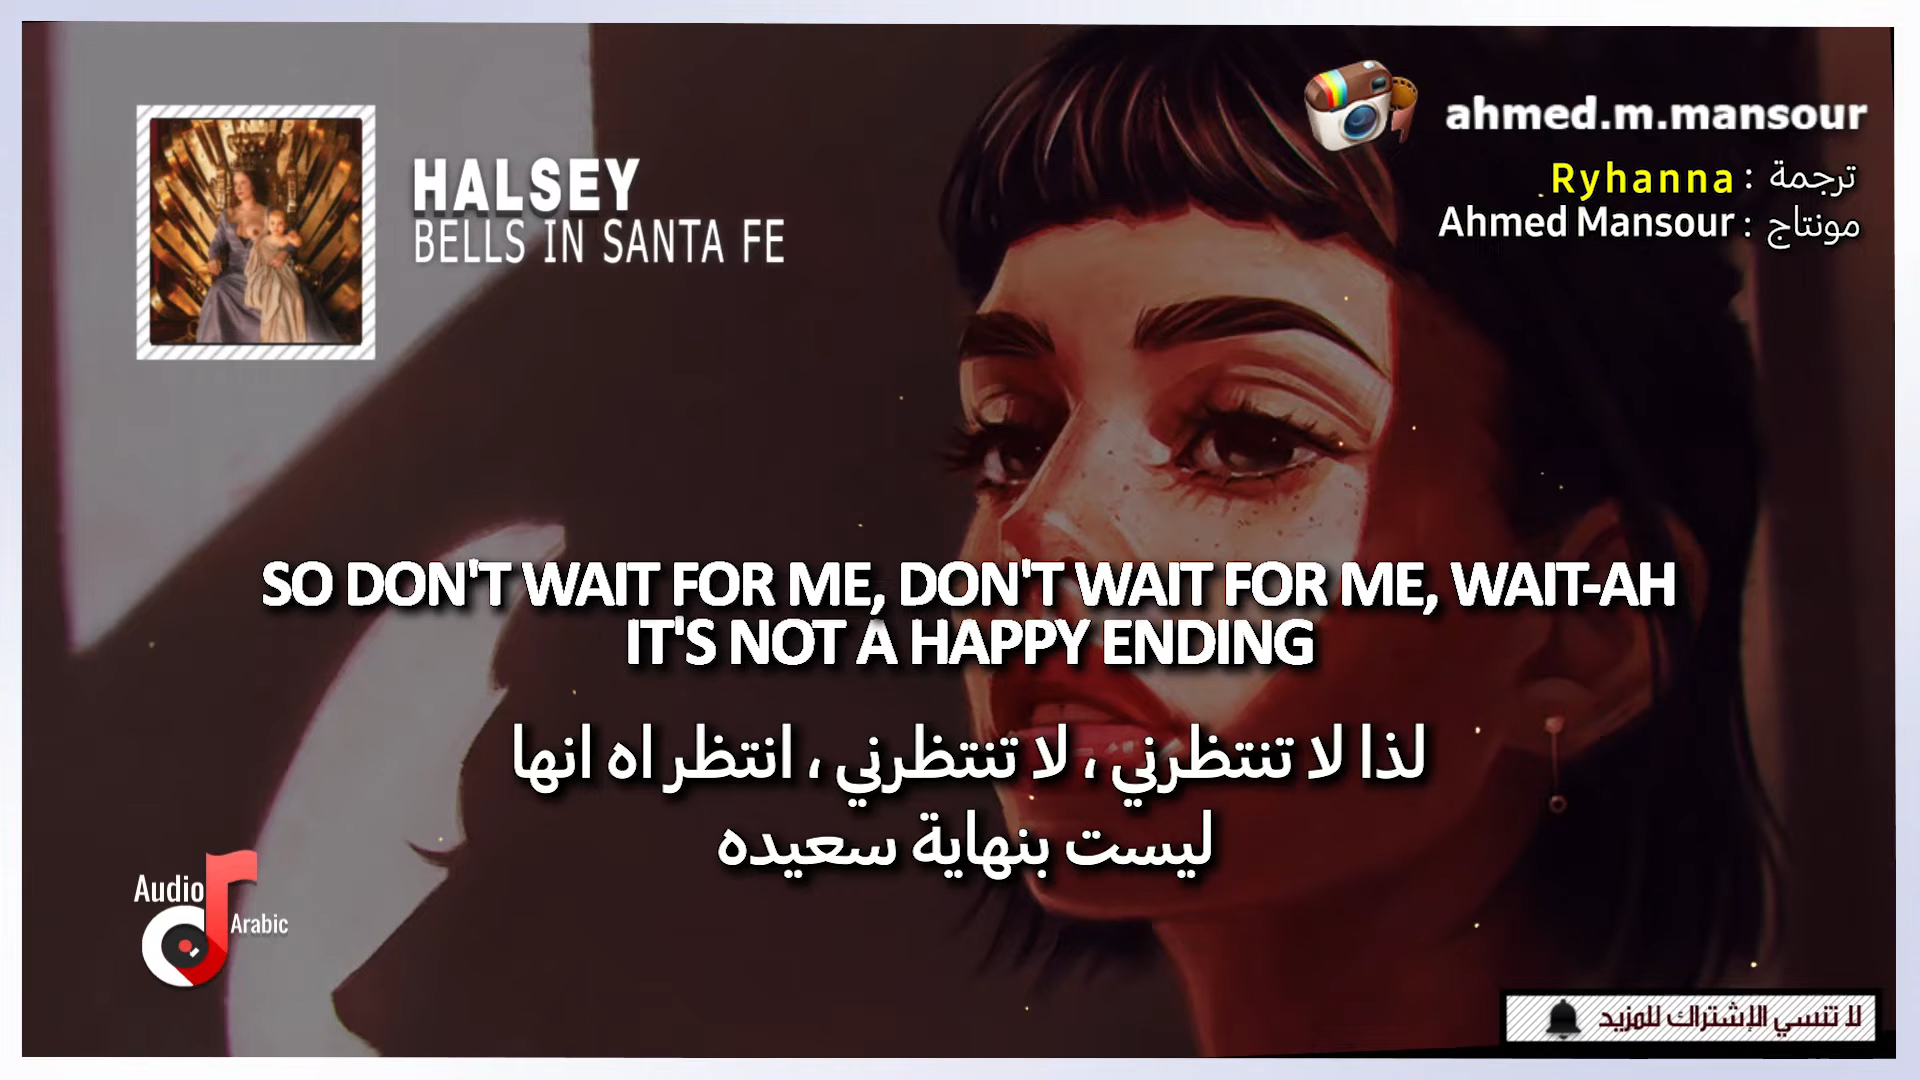 HALSEY
BELLS IN SANTA FE
ahmed.m.mansour
ترجمة : Ryhanna
مونتاج : Ahmed Mansour
SO DON'T WAIT FOR ME, DON'T WAIT FOR ME, WAIT-AH
IT'S NOT A HAPPY ENDING
لذا لا تنتظرني ، لا تنتظرني ، انتظر اه انها
ليست بنهاية سعيده
Audio
Arabic
لا تنسي الإشتراك للمزيد